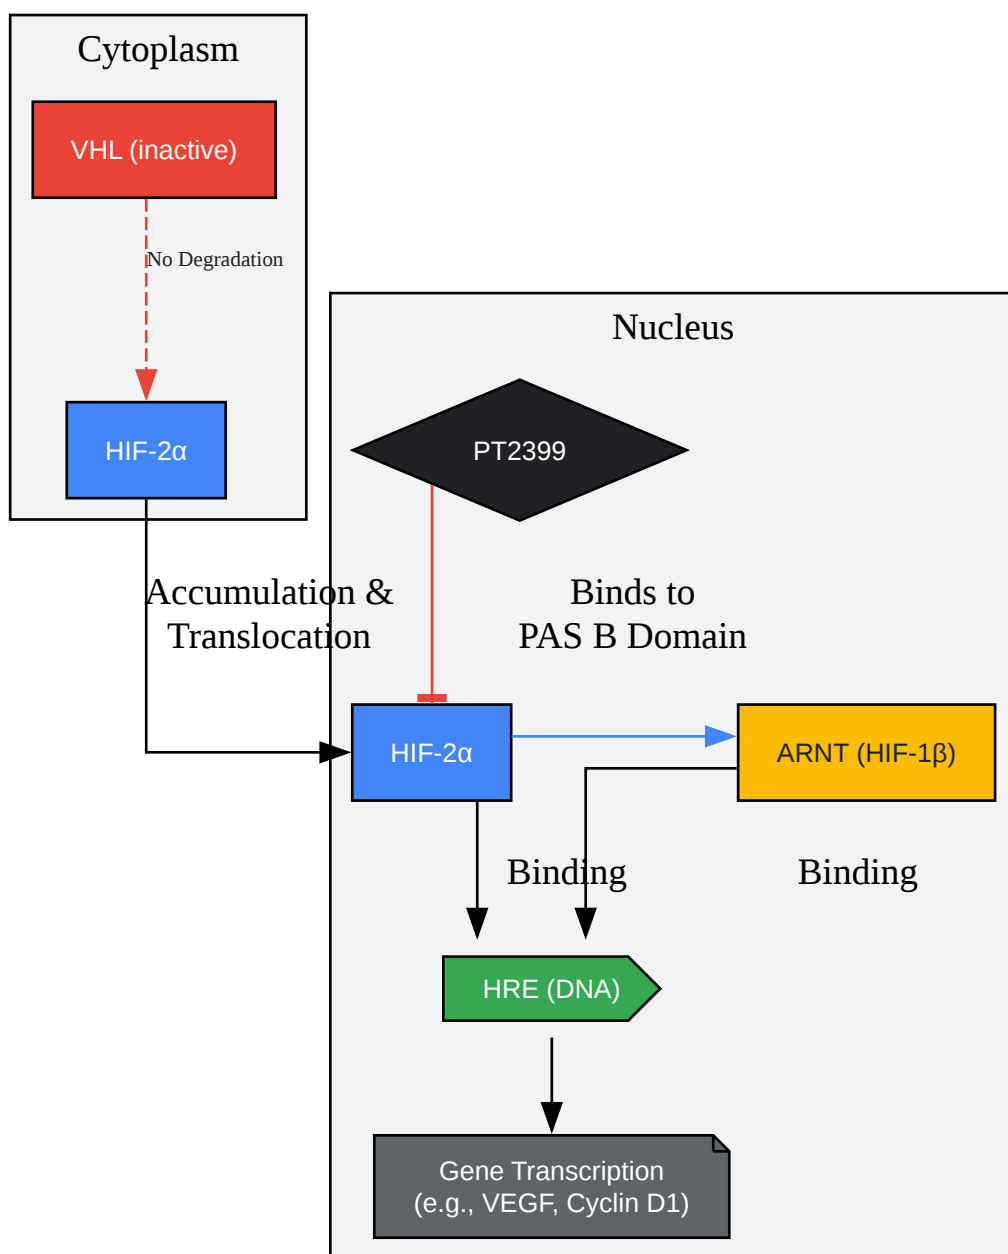 Cytoplasm
VHL (inactive)
No Degradation
HIF-2α
Nucleus
PT2399
Accumulation &
Translocation
Binds to
PAS B Domain
HIF-2α
ARNT (HIF-1β)
Binding
Binding
HRE (DNA)
Gene Transcription
(e.g., VEGF, Cyclin D1)